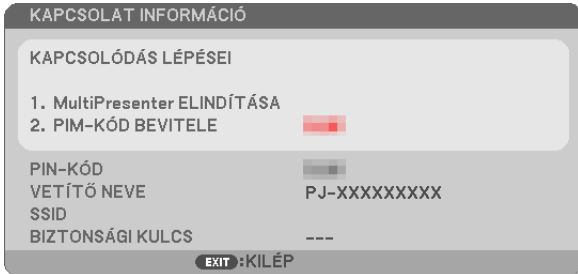 KAPCSOLAT INFORMÁCIÓ
KAPCSOLÓDÁS LÉPÉSEI
1. MultiPresenter ELINDÍTÁSA
2. PIM-KÓD BEVITELE
PIN-KÓD
VETÍTŐ NEVE PJ-XXXXXXXXX
SSID
BIZTONSÁGI KULCS ---
EXIT :KILÉP